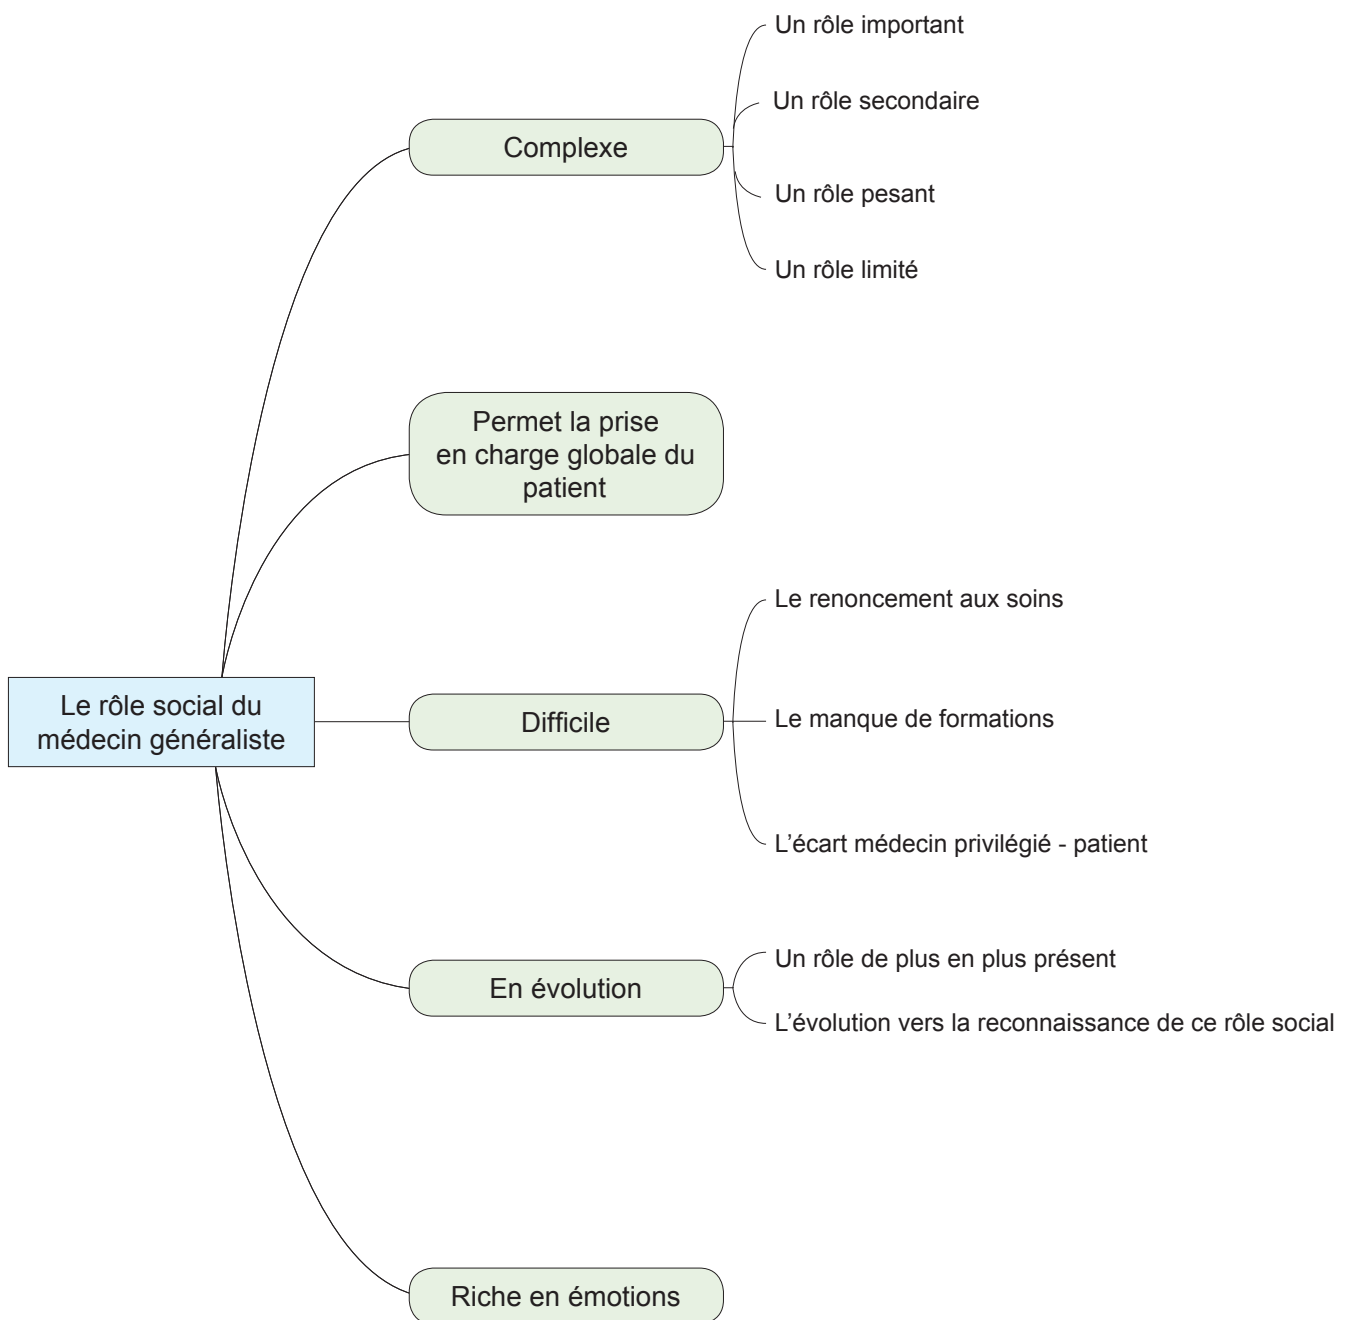 Un rôle important
Un rôle secondaire
Complexe
Un rôle pesant
Un rôle limité
Permet la prise
en charge globale du
patient
Le renoncement aux soins
Le rôle social du
médecin généraliste
Difficile
Le manque de formations
L'écart médecin privilégié - patient
En évolution
Un rôle de plus en plus présent
L'évolution vers la reconnaissance de ce rôle social
Riche en émotions